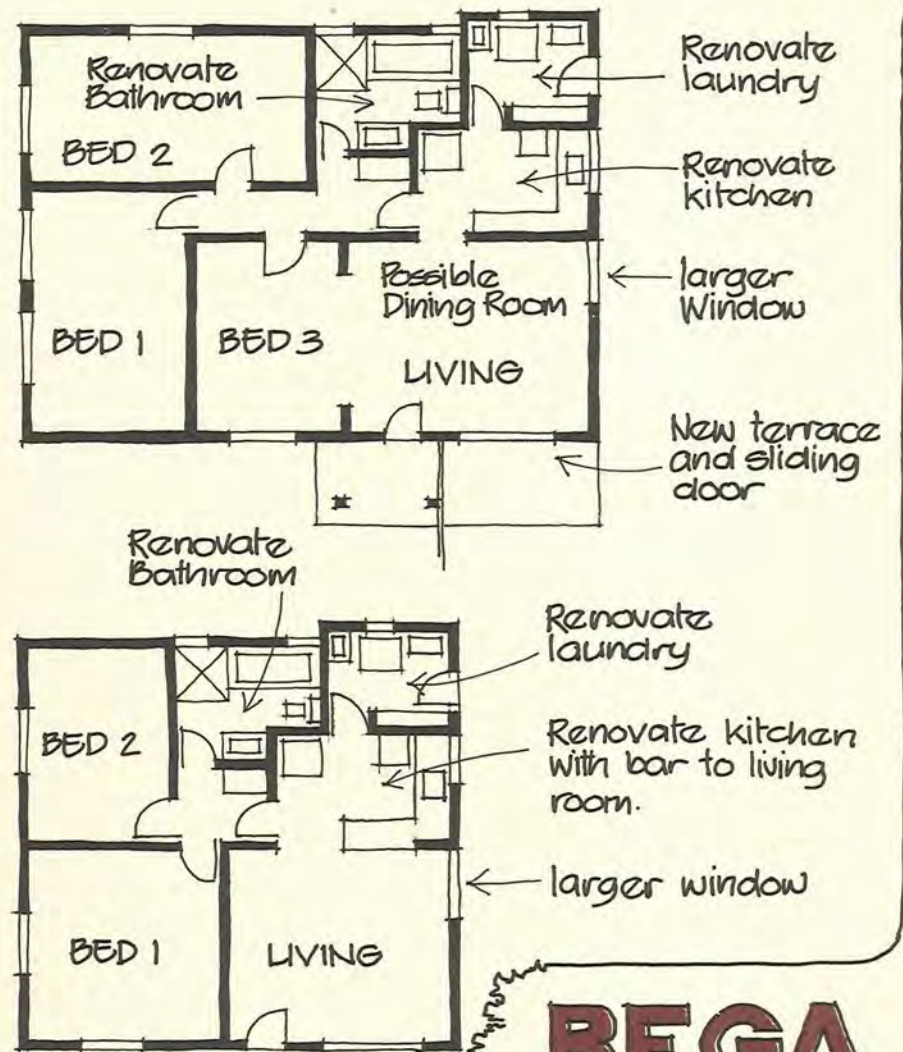 Renovate
Bathroom
BED 2
BED 1
BED 3
Possible
Dining Room
LIVING
Renovate
laundry
Renovate
kitchen
larger
Window
New terrace
and sliding
door
Renovate
Bathroom
BED 2
BED 1
LIVING
Renovate
laundry
Renovate kitchen
with bar to living
room.
larger window
BEGA